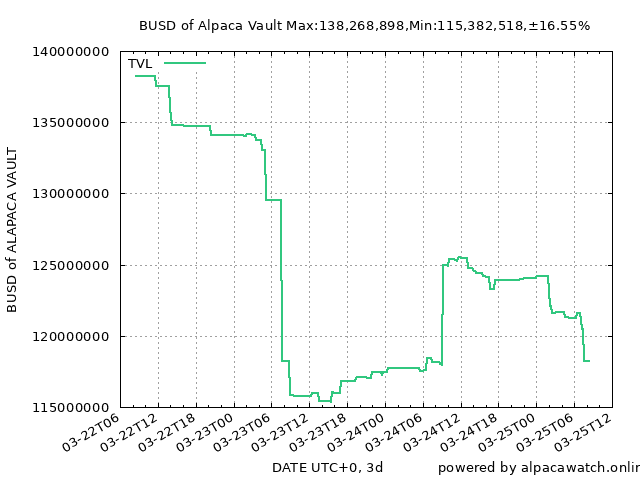 BUSD of Alpaca Vault Max:138,268,898,Min:115,382,518,±16.55%
TVL
140000000
135000000
130000000
125000000
120000000
115000000
BUSD of ALAPACA VAULT
03-22T06
03-22T12
03-22T18
03-23T00
03-23T06
03-23T12
03-23T18
03-24T00
03-24T06
03-24T12
03-24T18
03-25T00
03-25T06
03-25T12
DATE UTC+0, 3d
powered by alpacawatch.onlin